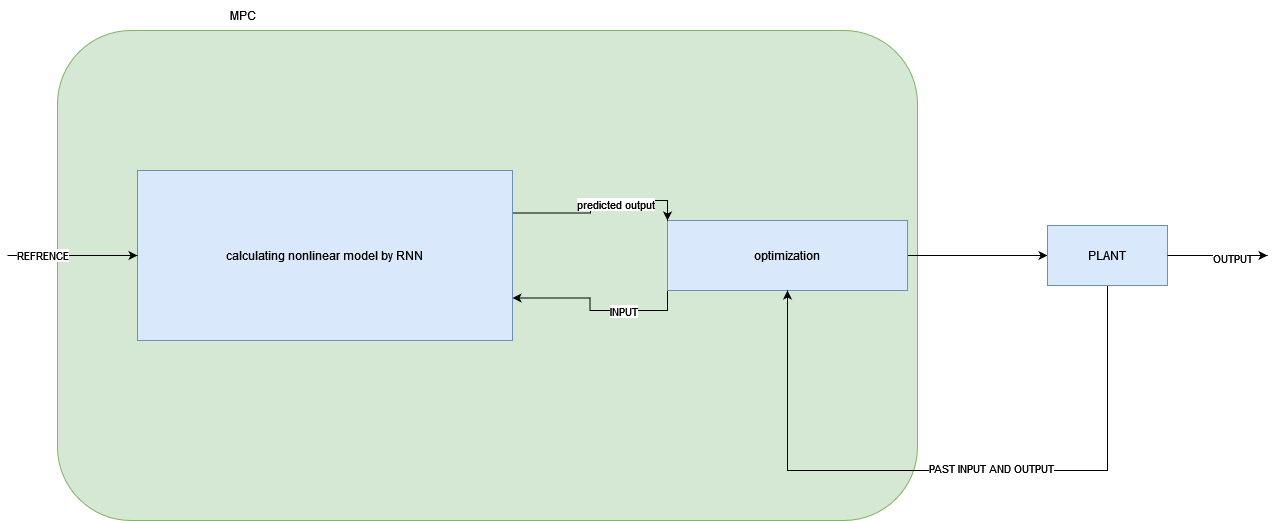 MPC
predicted output
REFRENCE
calculating nonlinear model by RNN
optimization
PLANT
OUTPUT
INPUT
PAST INPUT AND OUTPUT